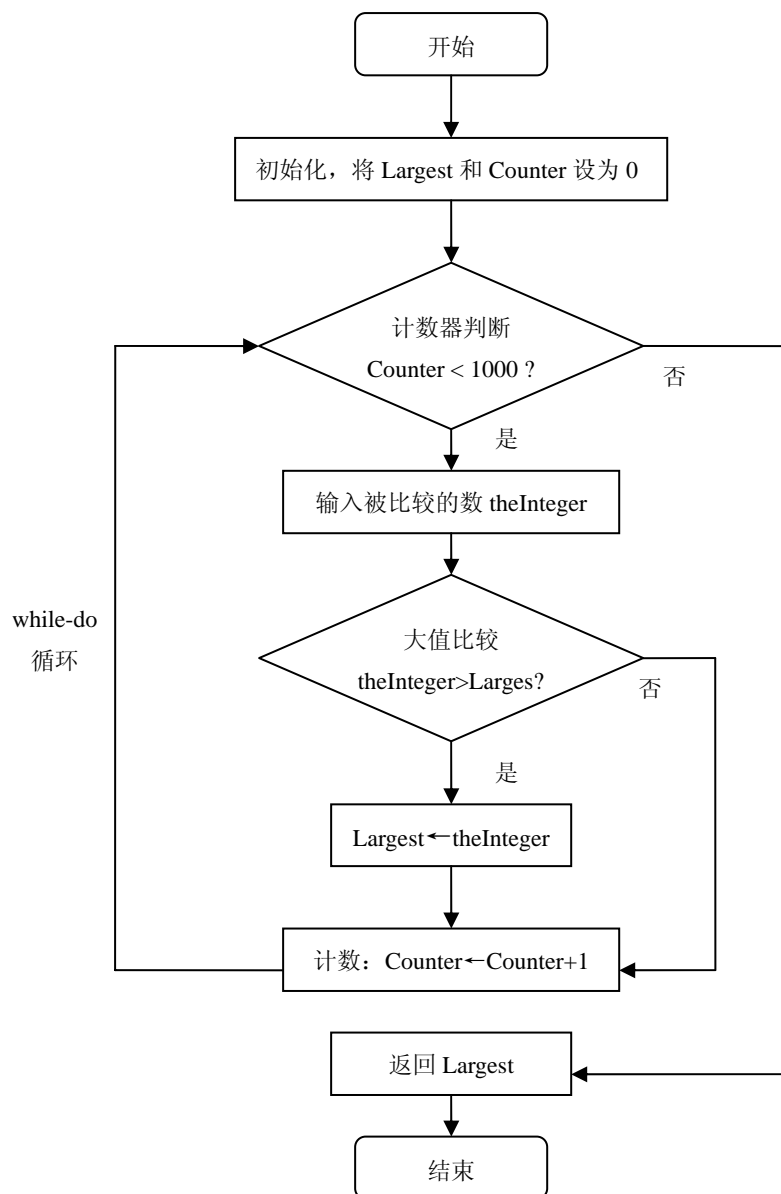 开始
初始化，将 Largest 和 Counter 设为 0
计数器判断
Counter < 1000 ?
否
是
输入被比较的数 theInteger
while-do
循环
大值比较
theInteger>Larges?
否
是
Largest←theInteger
计数：Counter←Counter+1
返回 Largest
结束